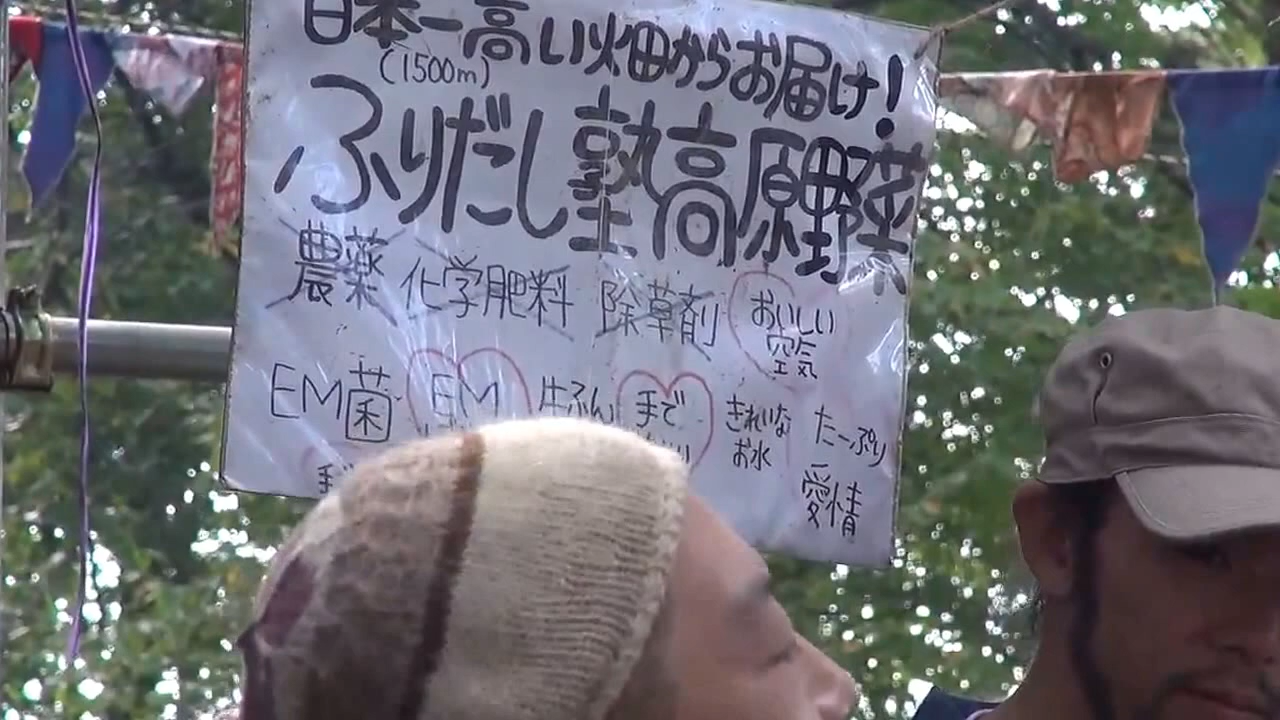 日本一高い畑からお届け!
(1500m)
ふりだし塾高原野菜
農薬 化学肥料 除草剤 おいしい
空気
EM菌 EM 牛ふん 手で きれいな たーぷり
お水
愛情